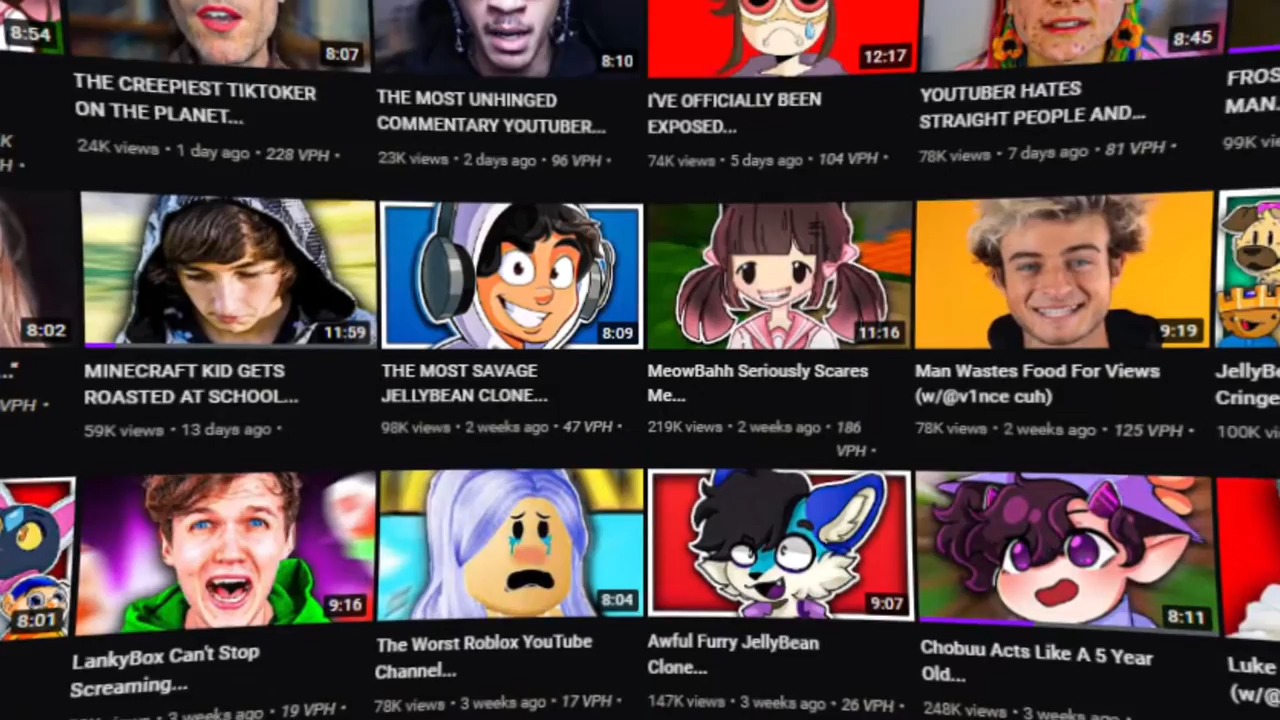 8:54
8:07
8:10
12:17
8:45
THE CREEPIEST TIKTOKER
ON THE PLANET...
THE MOST UNHINGED
COMMENTARY YOUTUBER...
I'VE OFFICIALLY BEEN
EXPOSED...
YOUTUBER HATES
STRAIGHT PEOPLE AND...
FROS
MAN.
24K views • 1 day ago • 228 VPH •
23K views • 2 days ago • 96 VPH •
74K views • 5 days ago • 104 VPH •
78K views • 7 days ago • 81 VPH •
99K vie
8:02
11:59
8:09
11:16
9:19
..."
VPH •
MINECRAFT KID GETS
ROASTED AT SCHOOL...
THE MOST SAVAGE
JELLYBEAN CLONE...
MeowBahh Seriously Scares
Me...
Man Wastes Food For Views
(w/@v1nce cuh)
JellyBe
Cringe
59K views • 13 days ago •
98K views • 2 weeks ago • 47 VPH •
219K views • 2 weeks ago • 186
VPH •
78K views • 2 weeks ago • 125 VPH •
100K vi
8:01
9:16
8:04
9:07
8:11
LankyBox Can't Stop
Screaming...
The Worst Roblox YouTube
Channel...
Awful Furry JellyBean
Clone...
Chobuu Acts Like A 5 Year
Old...
Luke
(w/@
views • 3 weeks ago • 19 VPH •
78K views • 3 weeks ago • 17 VPH •
147K views • 3 weeks ago • 26 VPH •
248K views • 3 weeks ago